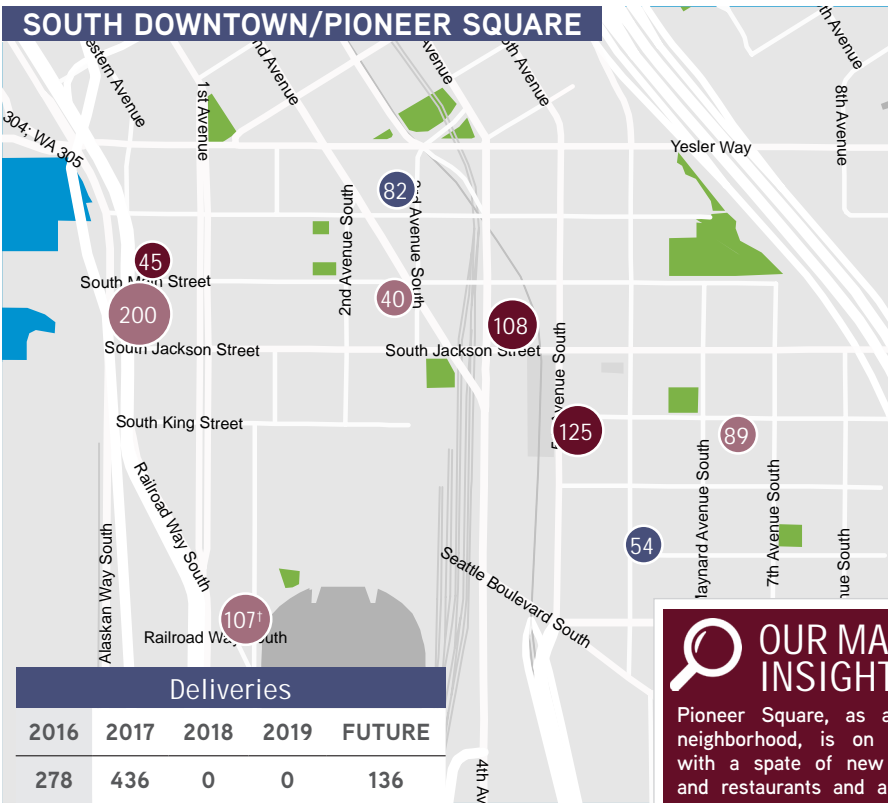 SOUTH DOWNTOWN/PIONEER SQUARE
1st Avenue
8th Avenue
304; WA 305
Yesler Way
82
2nd Avenue South
Avenue South
45
South Main Street
200
40
108
South Jackson Street
South Jackson Street
Avenue South
South King Street
125
89
Maynard Avenue South
7th Avenue South
54
Railroad Way South
Alaskan Way South
Seattle Boulevard South
107†
Railroad Way South
4th Av
Deliveries
2016 2017 2018 2019 FUTURE
278 436 0 0 136
OUR MA
INSIGHT
Pioneer Square, as a
neighborhood, is on
with a spate of new
and restaurants and a